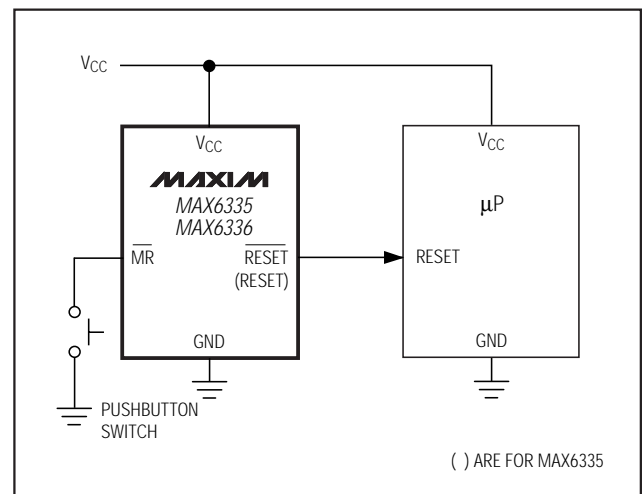 VCC
VCC
MAXIM
MAX6335
MAX6336
MR
RESET
(RESET)
GND
PUSHBUTTON
SWITCH
VCC
μP
RESET
GND
( ) ARE FOR MAX6335